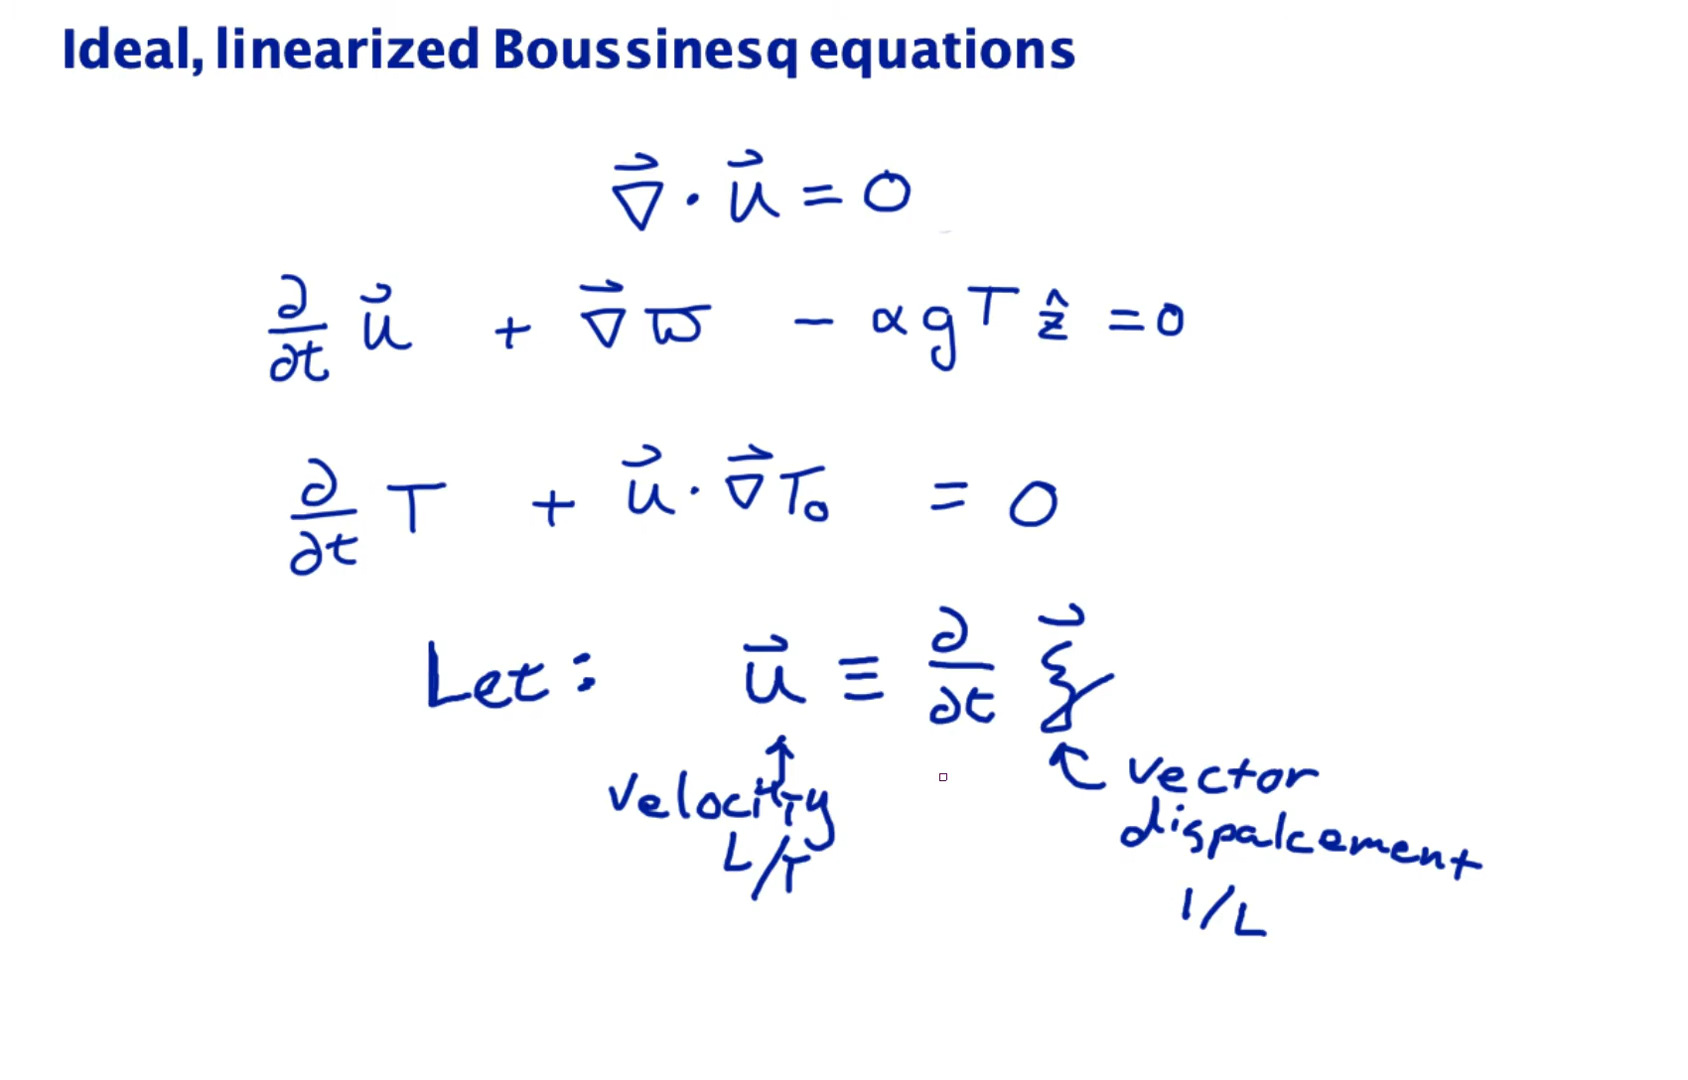 Ideal, linearized Boussinesq equations
∇⃗ · u⃗ = 0
∂/∂t u⃗ + ∇⃗ϖ - αgT ẑ = 0
∂/∂t T + u⃗ · ∇⃗T₀ = 0
Let: u⃗ ≡ ∂/∂t ξ⃗
velocity
L/T
vector
dispalcement
1/L